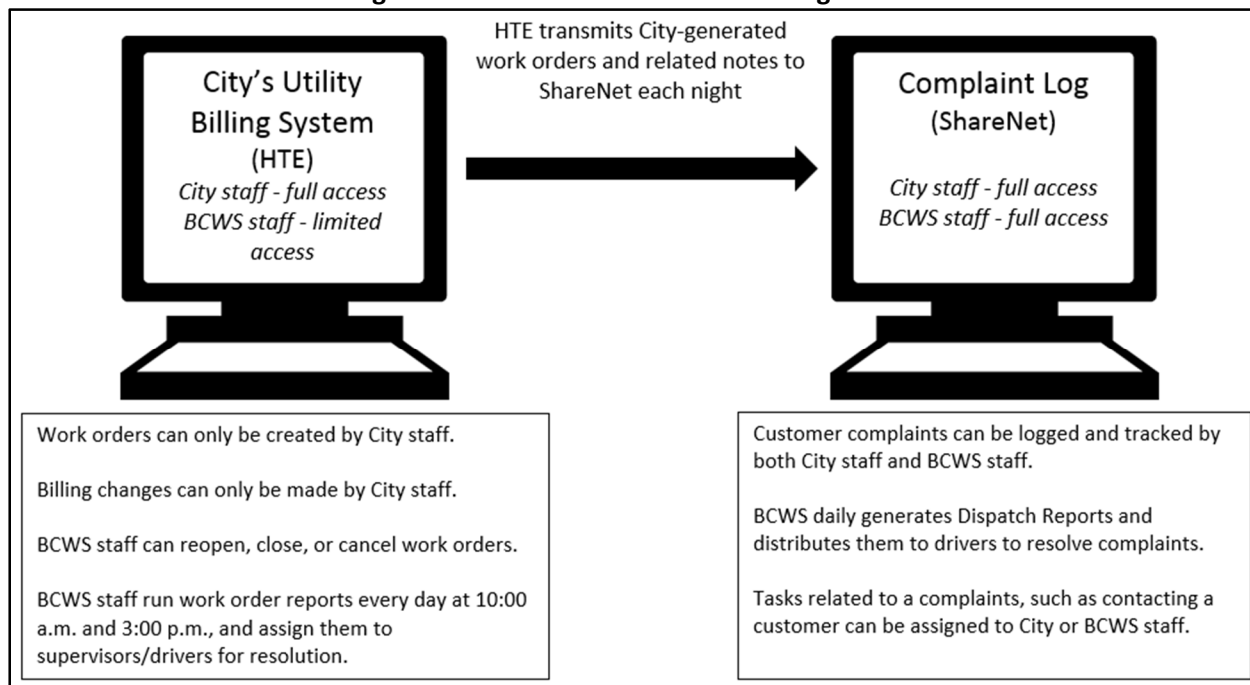 HTE transmits City-generated
work orders and related notes to
ShareNet each night
City's Utility
Billing System
(HTE)
City staff - full access
BCWS staff - limited
access
Complaint Log
(ShareNet)
City staff - full access
BCWS staff - full access
Work orders can only be created by City staff.
Billing changes can only be made by City staff.
BCWS staff can reopen, close, or cancel work orders.
BCWS staff run work order reports every day at 10:00
a.m. and 3:00 p.m., and assign them to
supervisors/drivers for resolution.
Customer complaints can be logged and tracked by
both City staff and BCWS staff.
BCWS daily generates Dispatch Reports and
distributes them to drivers to resolve complaints.
Tasks related to a complaints, such as contacting a
customer can be assigned to City or BCWS staff.